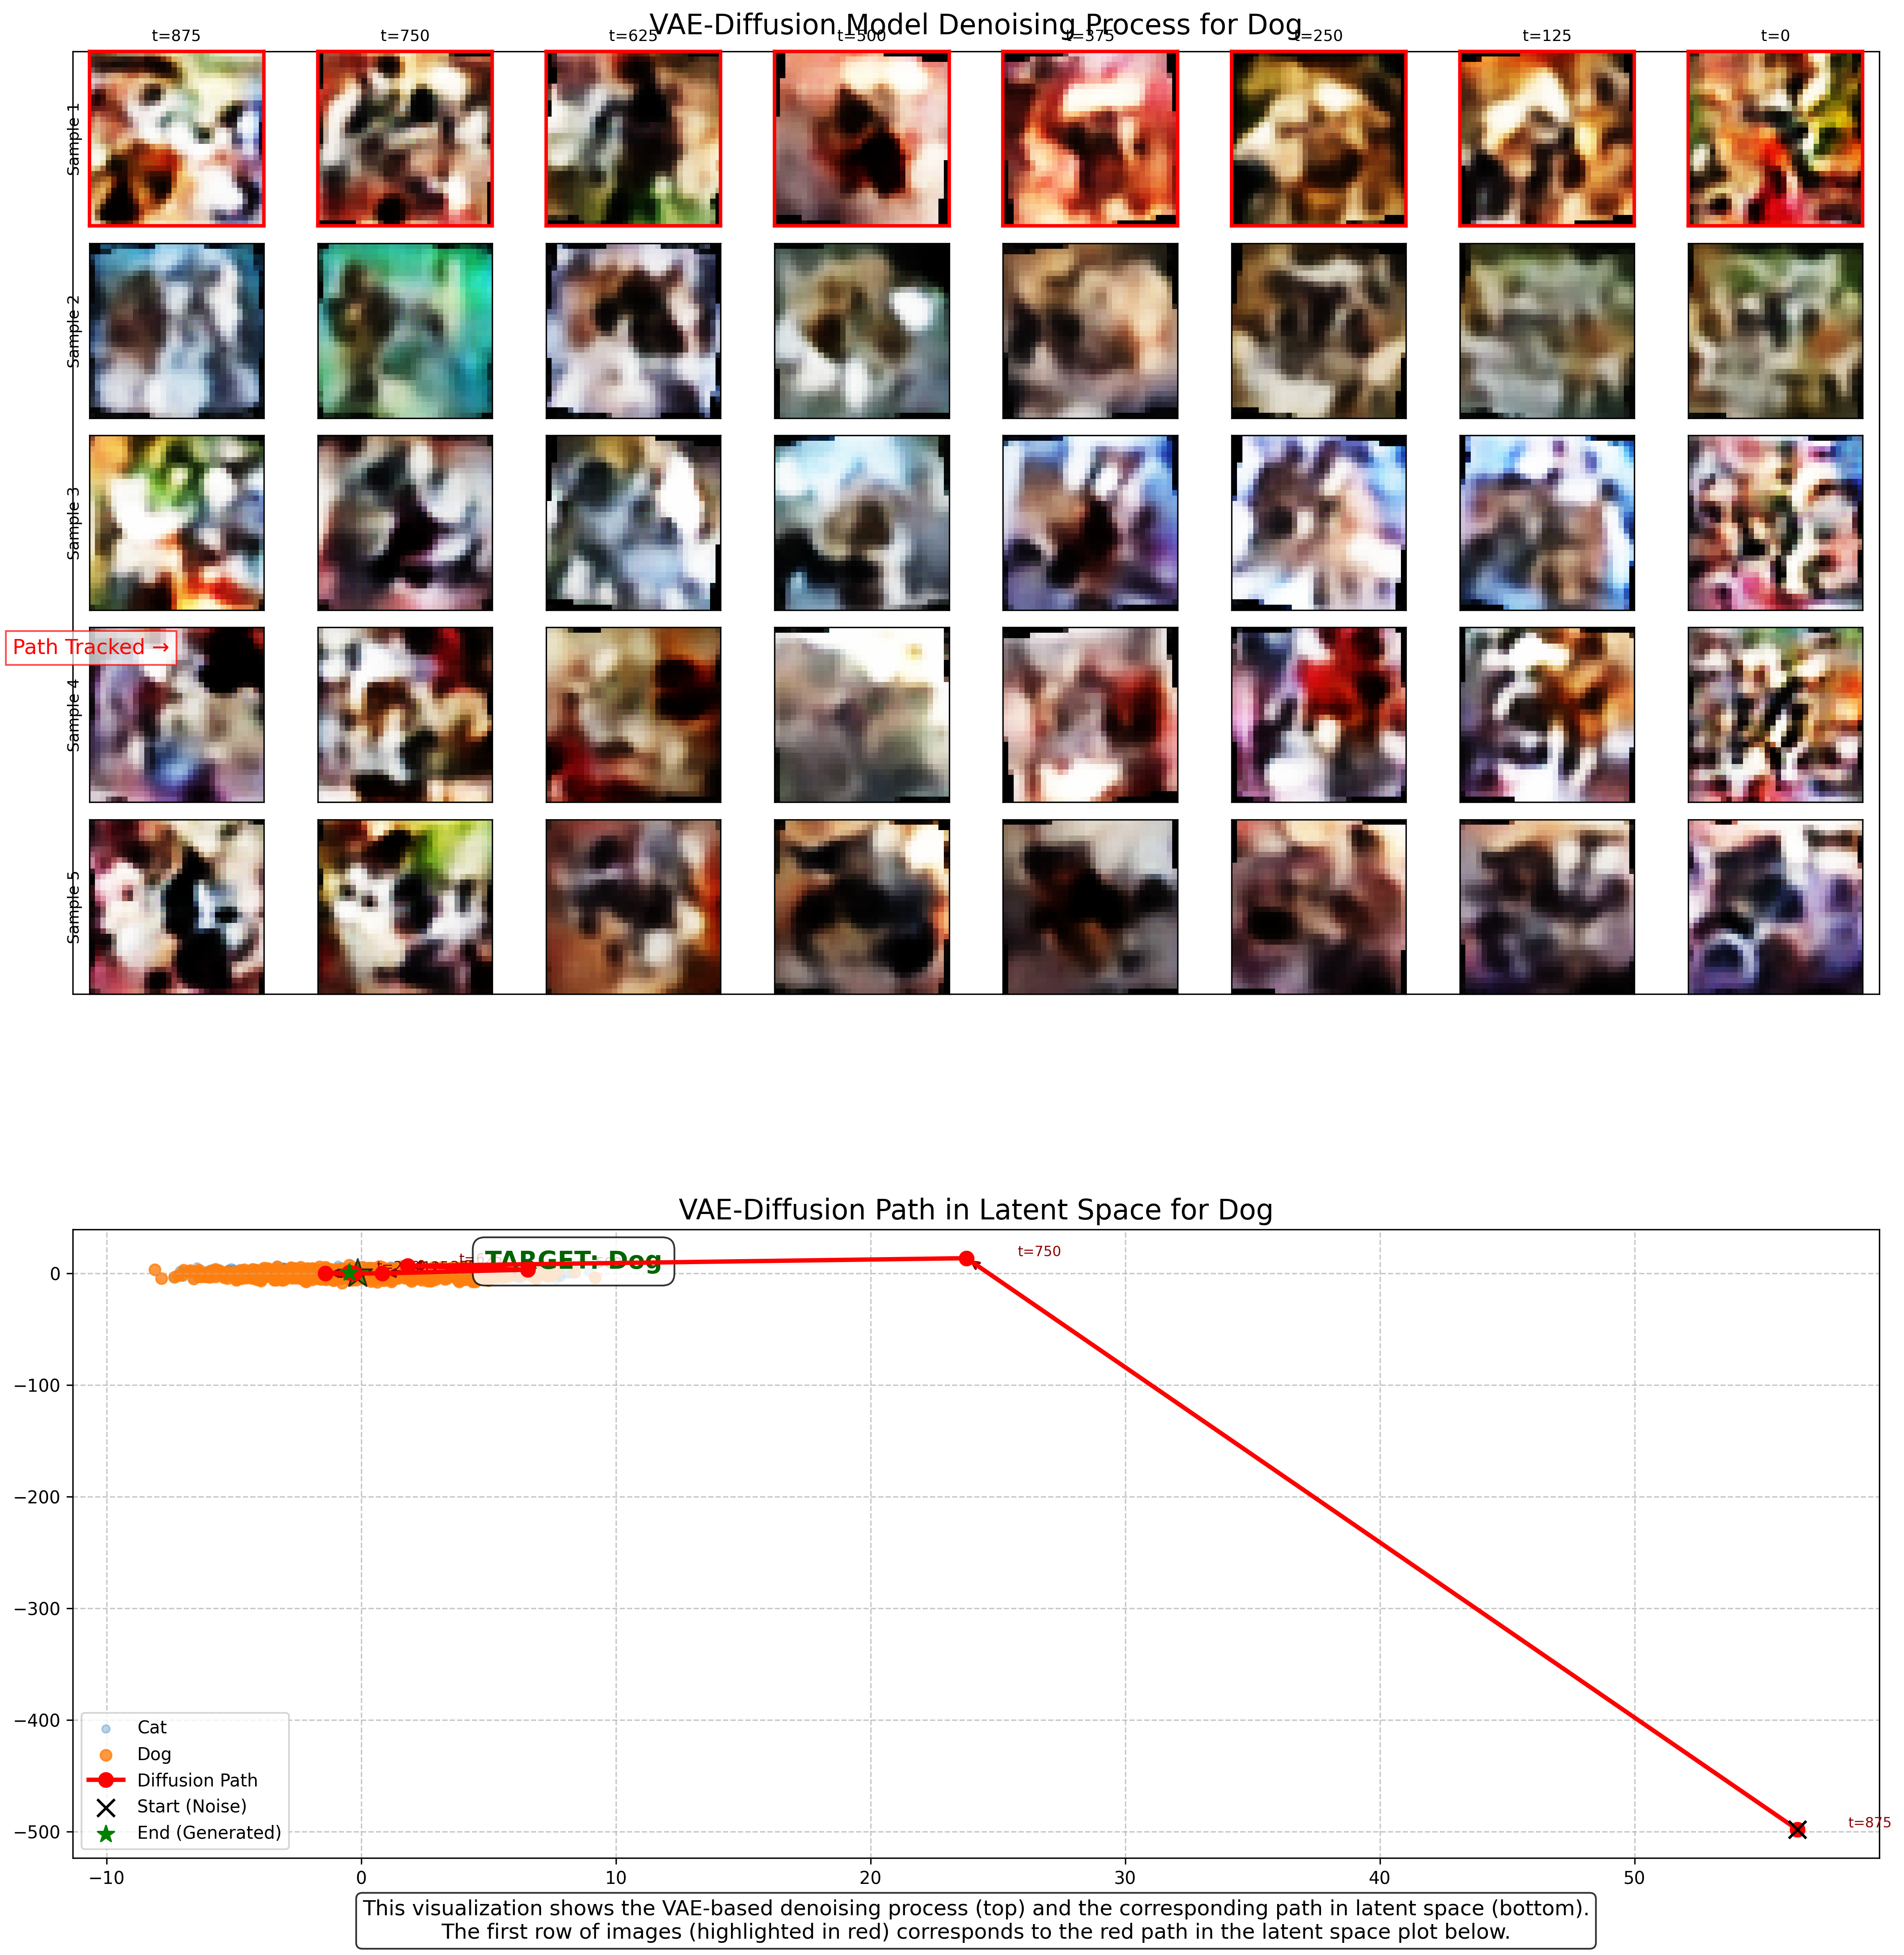 VAE-Diffusion Model Denoising Process for Dog
t=875
t=750
t=625
t=500
t=375
t=250
t=125
t=0
Sample 1
Sample 2
Sample 3
Path Tracked →
Sample 4
Sample 5
VAE-Diffusion Path in Latent Space for Dog
TARGET: Dog
t=750
t=875
0
−100
−200
−300
−400
−500
Cat
Dog
Diffusion Path
Start (Noise)
End (Generated)
−10
0
10
20
30
40
50
This visualization shows the VAE-based denoising process (top) and the corresponding path in latent space (bottom).
The first row of images (highlighted in red) corresponds to the red path in the latent space plot below.